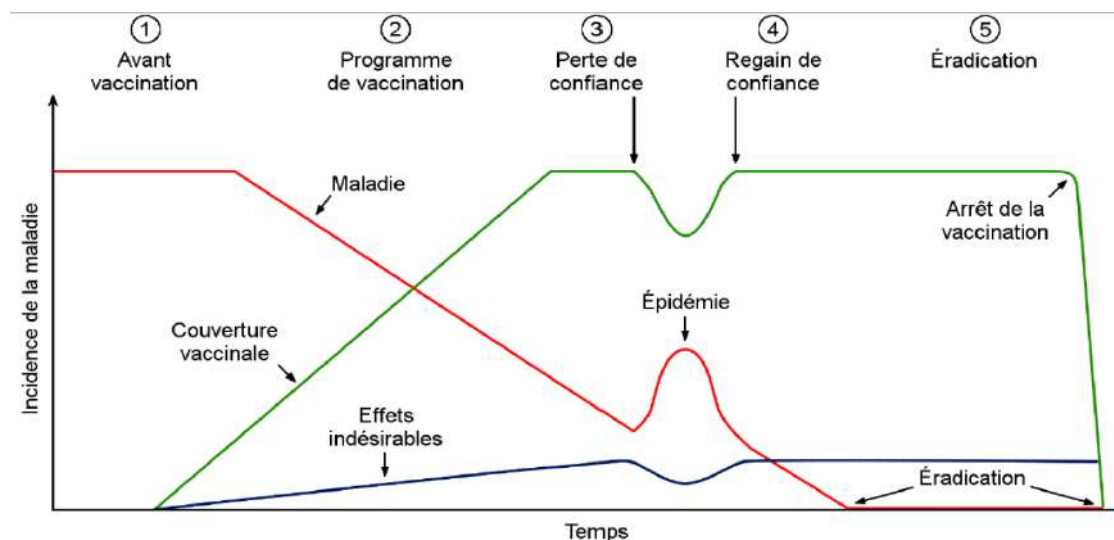 1
Avant
vaccination
2
Programme
de vaccination
3
Perte de
confiance
4
Regain de
confiance
5
Éradication
Incidence de la maladie
Maladie
Couverture
vaccinale
Effets
indésirables
Épidémie
Arrêt de la
vaccination
Éradication
Temps